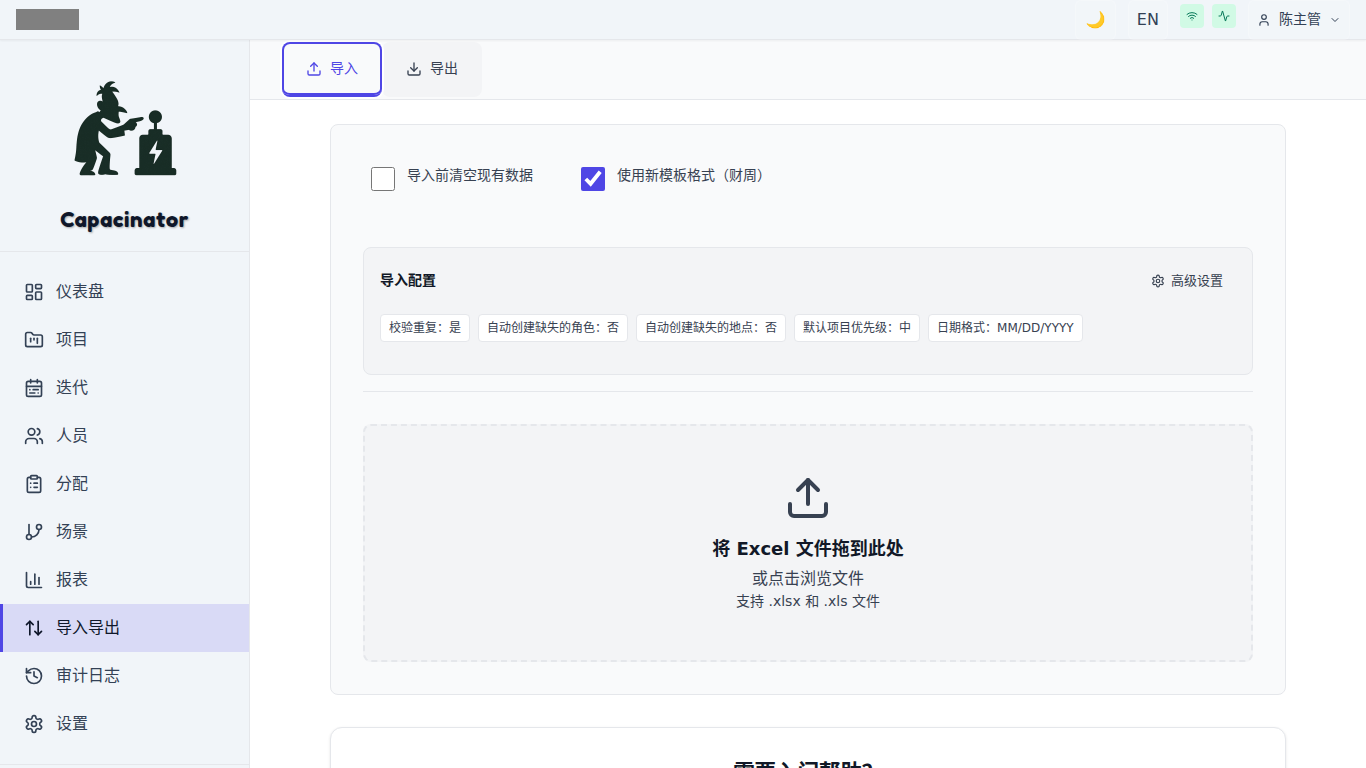 EN
陈主管
Capacinator
仪表盘
项目
迭代
人员
分配
场景
报表
导入导出
审计日志
设置
导入
导出
导入前清空现有数据
使用新模板格式（财周）
导入配置
高级设置
校验重复：是
自动创建缺失的角色：否
自动创建缺失的地点：否
默认项目优先级：中
日期格式：MM/DD/YYYY
将 Excel 文件拖到此处
或点击浏览文件
支持 .xlsx 和 .xls 文件
需要入门帮助?